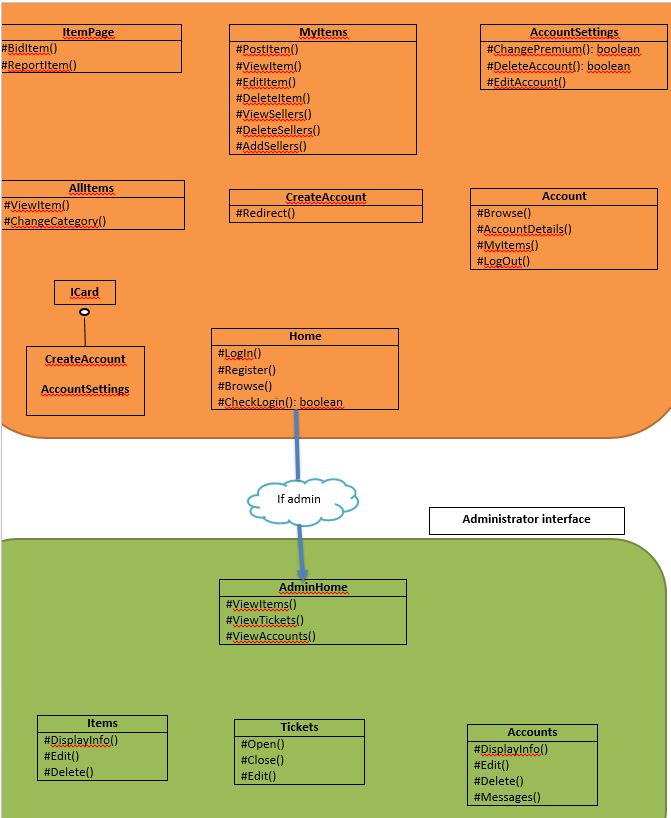 ItemPage
#BidItem()
#ReportItem()
MyItems
#PostItem()
#ViewItem()
#EditItem()
#DeleteItem()
#ViewSellers()
#DeleteSellers()
#AddSellers()
AccountSettings
#ChangePremium(): boolean
#DeleteAccount(): boolean
#EditAccount()
AllItems
#ViewItem()
#ChangeCategory()
CreateAccount
#Redirect()
Account
#Browse()
#AccountDetails()
#MyItems()
#LogOut()
ICard
CreateAccount
AccountSettings
Home
#LogIn()
#Register()
#Browse()
#CheckLogin(): boolean
If admin
Administrator interface
AdminHome
#ViewItems()
#ViewTickets()
#ViewAccounts()
Items
#DisplayInfo()
#Edit()
#Delete()
Tickets
#Open()
#Close()
#Edit()
Accounts
#DisplayInfo()
#Edit()
#Delete()
#Messages()